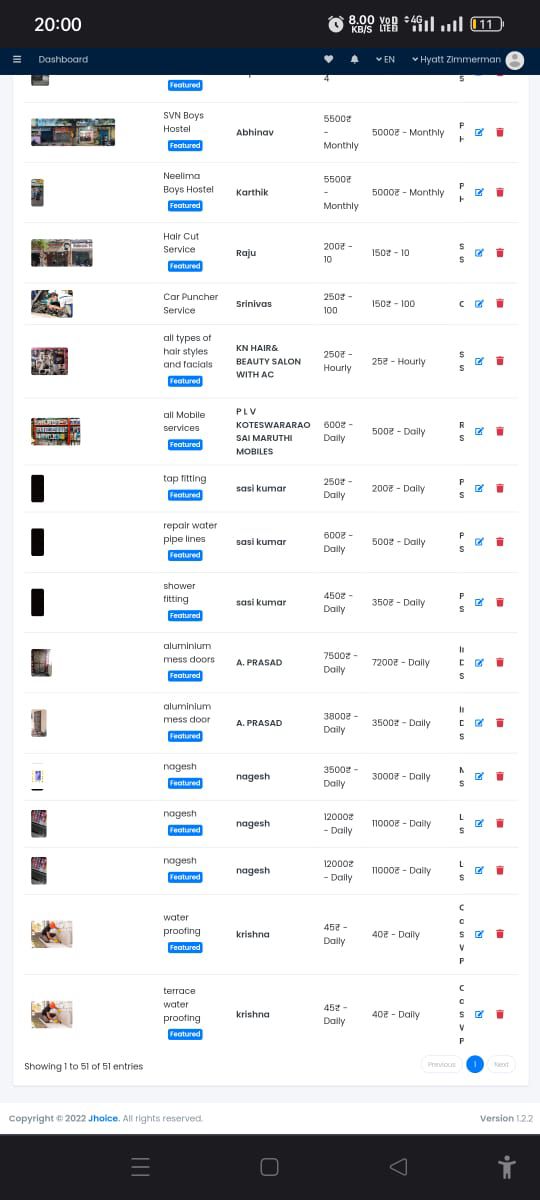 20:00
8.00
KB/S
VoD
LTE2
4G
11
Dashboard
EN
Hyatt Zimmerman
4
S
Featured
SVN Boys
Hostel
Featured
Abhinav
5500₹
-
Monthly
5000₹ - Monthly
Neelima
Boys Hostel
Featured
Karthik
5500₹
-
Monthly
5000₹ - Monthly
Hair Cut
Service
Featured
Raju
200₹ -
10
150₹ - 10
S
S
Car Puncher
Service
Srinivas
250₹ -
100
150₹ - 100
all types of
hair styles
and facials
Featured
KN HAIR&
BEAUTY SALON
WITH AC
250₹ -
Hourly
25₹ - Hourly
S
S
all Mobile
services
Featured
P L V
KOTESWARARAO
SAI MARUTHI
MOBILES
600₹ -
Daily
500₹ - Daily
R
S
tap fitting
Featured
sasi kumar
250₹ -
Daily
200₹ - Daily
P
S
repair water
pipe lines
Featured
sasi kumar
600₹ -
Daily
500₹ - Daily
P
S
shower
fitting
Featured
sasi kumar
450₹ -
Daily
350₹ - Daily
P
S
aluminium
mess doors
Featured
A. PRASAD
7500₹ -
Daily
7200₹ - Daily
D
S
aluminium
mess door
Featured
A. PRASAD
3800₹ -
Daily
3500₹ - Daily
D
S
nagesh
Featured
nagesh
3500₹ -
Daily
3000₹ - Daily
S
nagesh
Featured
nagesh
12000₹
- Daily
11000₹ - Daily
L
S
nagesh
Featured
nagesh
12000₹
- Daily
11000₹ - Daily
L
S
water
proofing
Featured
krishna
45₹ -
Daily
40₹ - Daily
S
P
terrace
water
proofing
Featured
krishna
45₹ -
Daily
40₹ - Daily
S
P
Showing 1 to 51 of 51 entries
Previous
1
Next
Copyright © 2022 Jhoice. All rights reserved.
Version 1.2.2